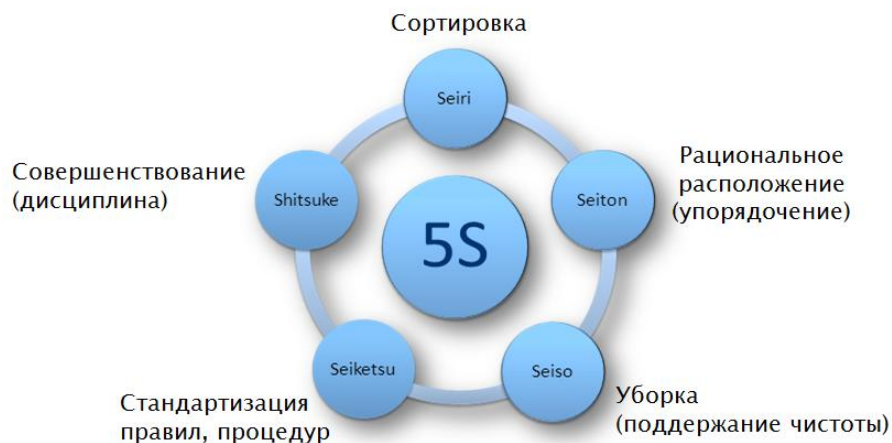 Сортировка
Seiri
Рациональное
расположение
(упорядочение)
Seiton
Уборка
(поддержание чистоты)
Seiso
Стандартизация
правил, процедур
Seiketsu
Совершенствование
(дисциплина)
Shitsuke
5S